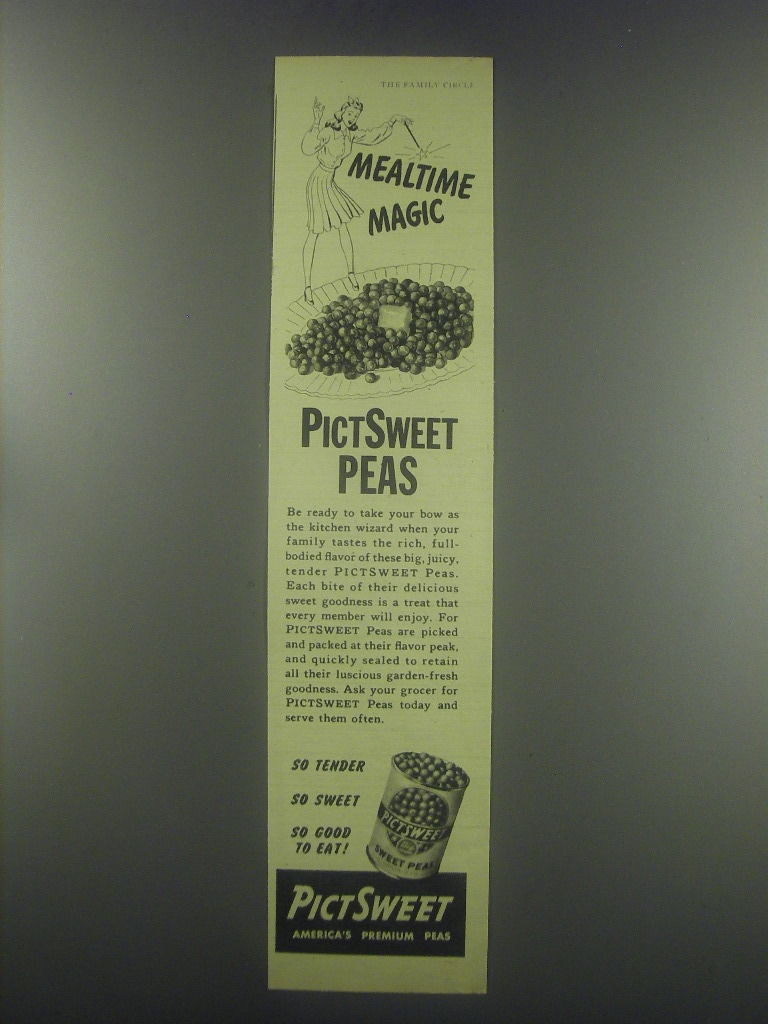 THE FAMILY CIRCLE
MEALTIME
MAGIC
PICTSWEET
PEAS
Be ready to take your bow as
the kitchen wizard when your
family tastes the rich, full-
bodied flavor of these big, juicy,
tender PICTSWEET Peas.
Each bite of their delicious
sweet goodness is a treat that
every member will enjoy. For
PICTSWEET Peas are picked
and packed at their flavor peak,
and quickly sealed to retain
all their luscious garden-fresh
goodness. Ask your grocer for
PICTSWEET Peas today and
serve them often.
SO TENDER
SO SWEET
SO GOOD
TO EAT!
PICTSWEET
SWEET PEAS
PICTSWEET
AMERICA'S PREMIUM PEAS